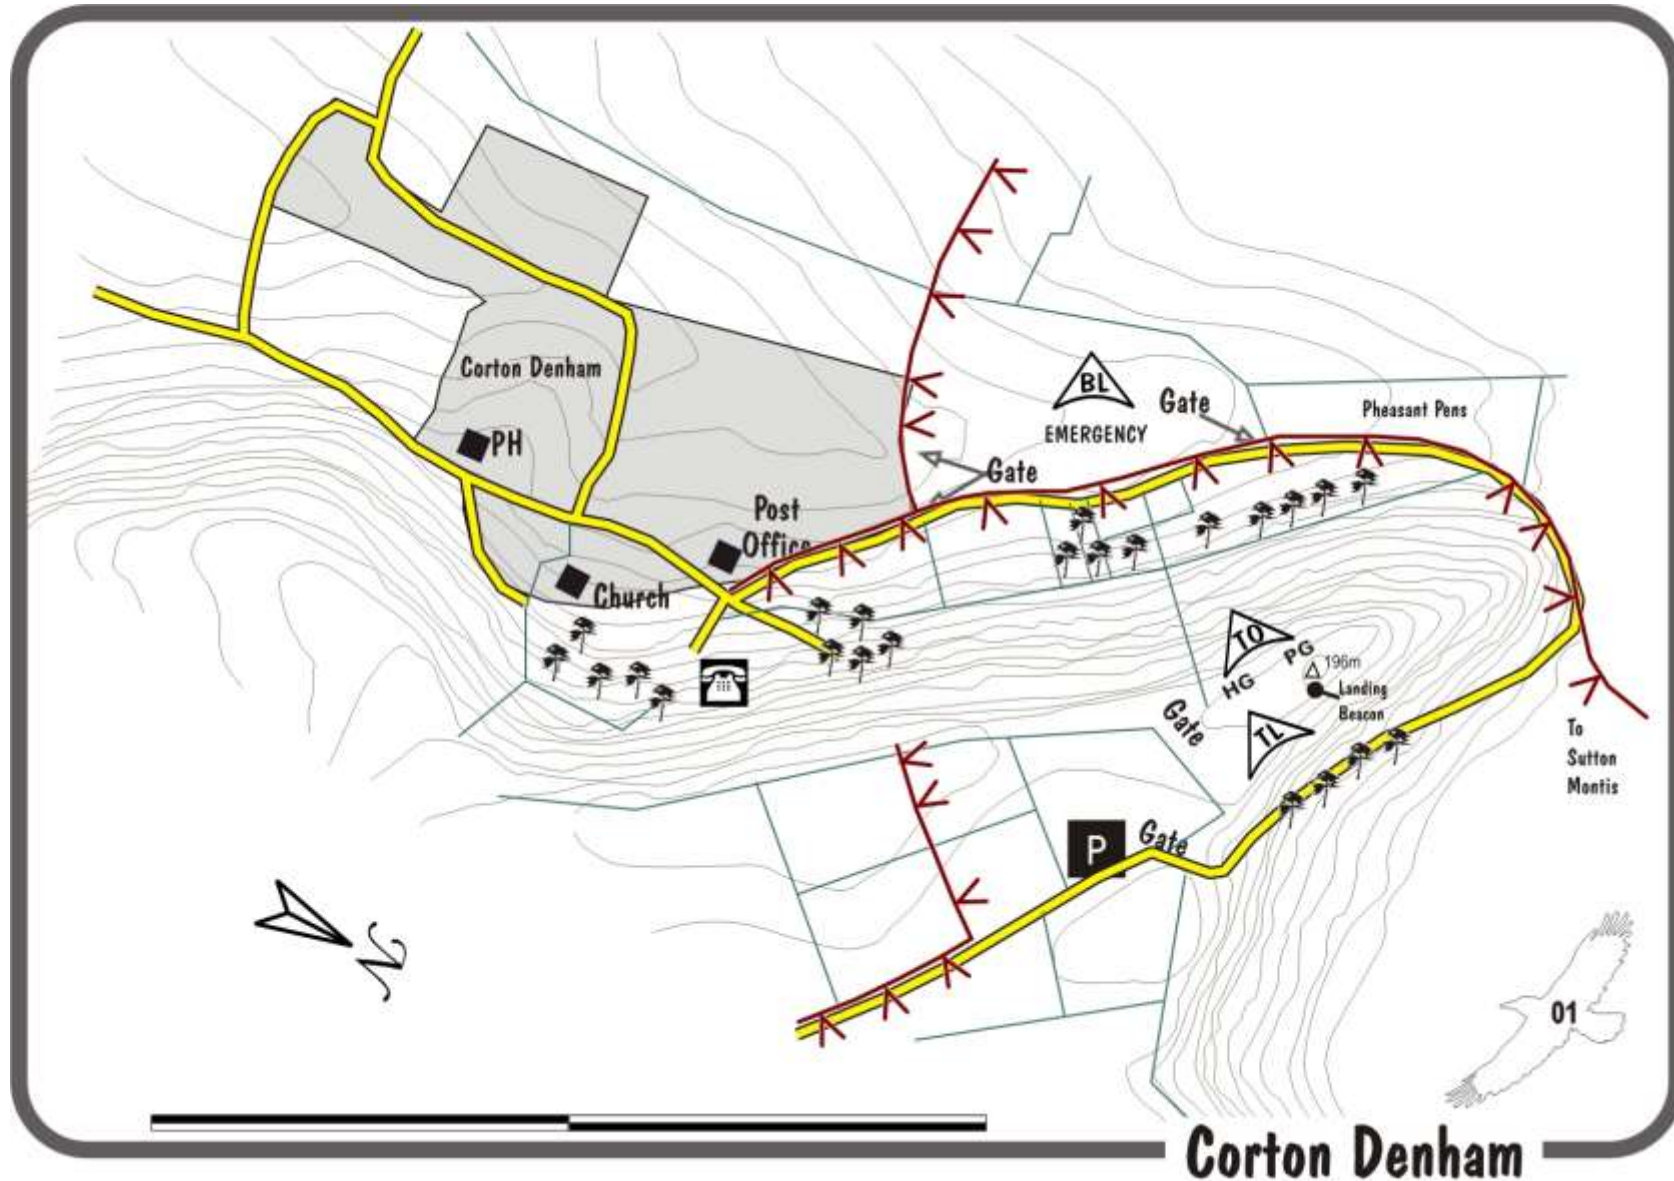 BL
EMERGENCY
Gate
Pheasant Pens
Corton Denham
PH
Gate
Post
Office
Church
TO
PG
HG
196m
Landing
Beacon
Gate
TL
To
Sutton
Montis
P
Gate
N
01
Corton Denham